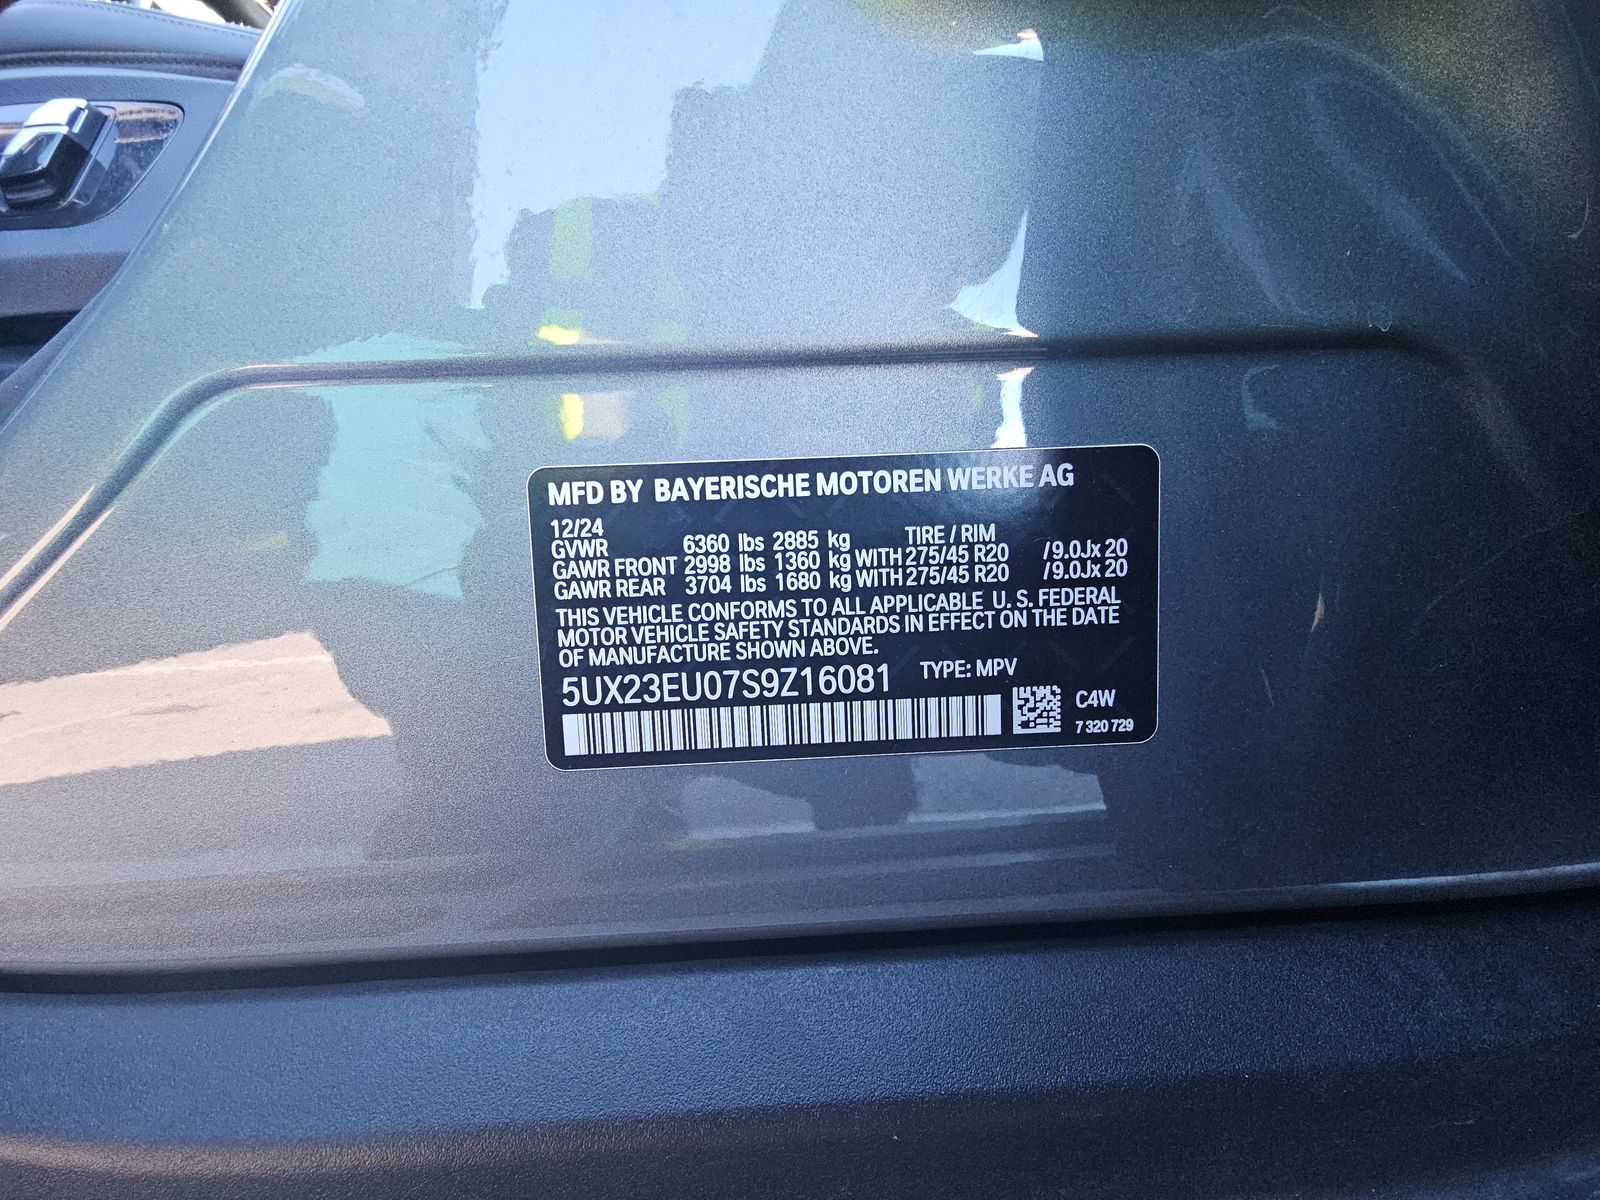 MFD BY BAYERISCHE MOTOREN WERKE AG
12/24 TIRE / RIM
GVWR 6360 lbs 2885 kg
GAWR FRONT 2998 lbs 1360 kg WITH 275/45 R20 /9.0Jx 20
GAWR REAR 3704 lbs 1680 kg WITH 275/45 R20 /9.0Jx 20
THIS VEHICLE CONFORMS TO ALL APPLICABLE U. S. FEDERAL
MOTOR VEHICLE SAFETY STANDARDS IN EFFECT ON THE DATE
OF MANUFACTURE SHOWN ABOVE.
5UX23EU07S9Z16081 TYPE: MPV
C4W
7 320 729